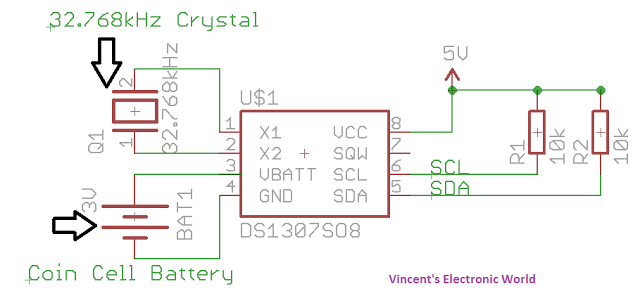 32.768kHz Crystal
5V
2
32.768kHz
Q1
1
U$1
1 X1 VCC 8
2 X2 SQW 7
3 VBATT SCL 6 SCL
4 GND SDA 5 SDA
R1
10k
R2
10k
3V
BAT1
DS1307SO8
Coin Cell Battery
Vincent's Electronic World